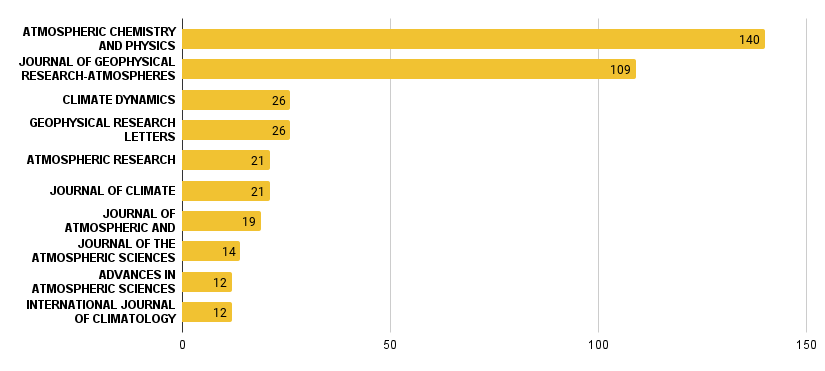 ATMOSPHERIC CHEMISTRY
AND PHYSICS
140
JOURNAL OF GEOPHYSICAL
RESEARCH-ATMOSPHERES
109
CLIMATE DYNAMICS
26
GEOPHYSICAL RESEARCH
LETTERS
26
ATMOSPHERIC RESEARCH
21
JOURNAL OF CLIMATE
21
JOURNAL OF
ATMOSPHERIC AND
19
JOURNAL OF THE
ATMOSPHERIC SCIENCES
14
ADVANCES IN
ATMOSPHERIC SCIENCES
12
INTERNATIONAL JOURNAL
OF CLIMATOLOGY
12
0
50
100
150